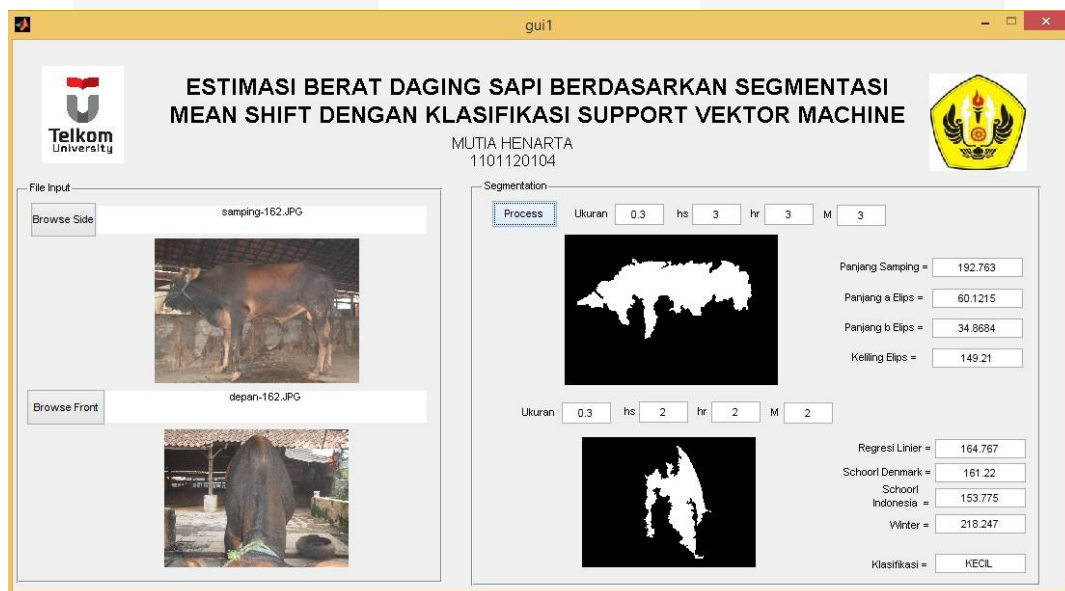 gui1
Telkom
University
ESTIMASI BERAT DAGING SAPI BERDASARKAN SEGMENTASI
MEAN SHIFT DENGAN KLASIFIKASI SUPPORT VEKTOR MACHINE
MUTIA HENARTA
1101120104
File Input
Browse Side
samping-162.JPG
Browse Front
depan-162.JPG
Segmentation
Process Ukuran 0.3 hs 3 hr 3 M 3
Panjang Samping = 192.763
Panjang a Elips = 60.1215
Panjang b Elips = 34.8684
Keliling Elips = 149.21
Ukuran 0.3 hs 2 hr 2 M 2
Regresi Linier = 164.767
Schoorl Denmark = 161.22
Schoorl
Indonesia = 153.775
Winter = 218.247
Klasifikasi = KECIL